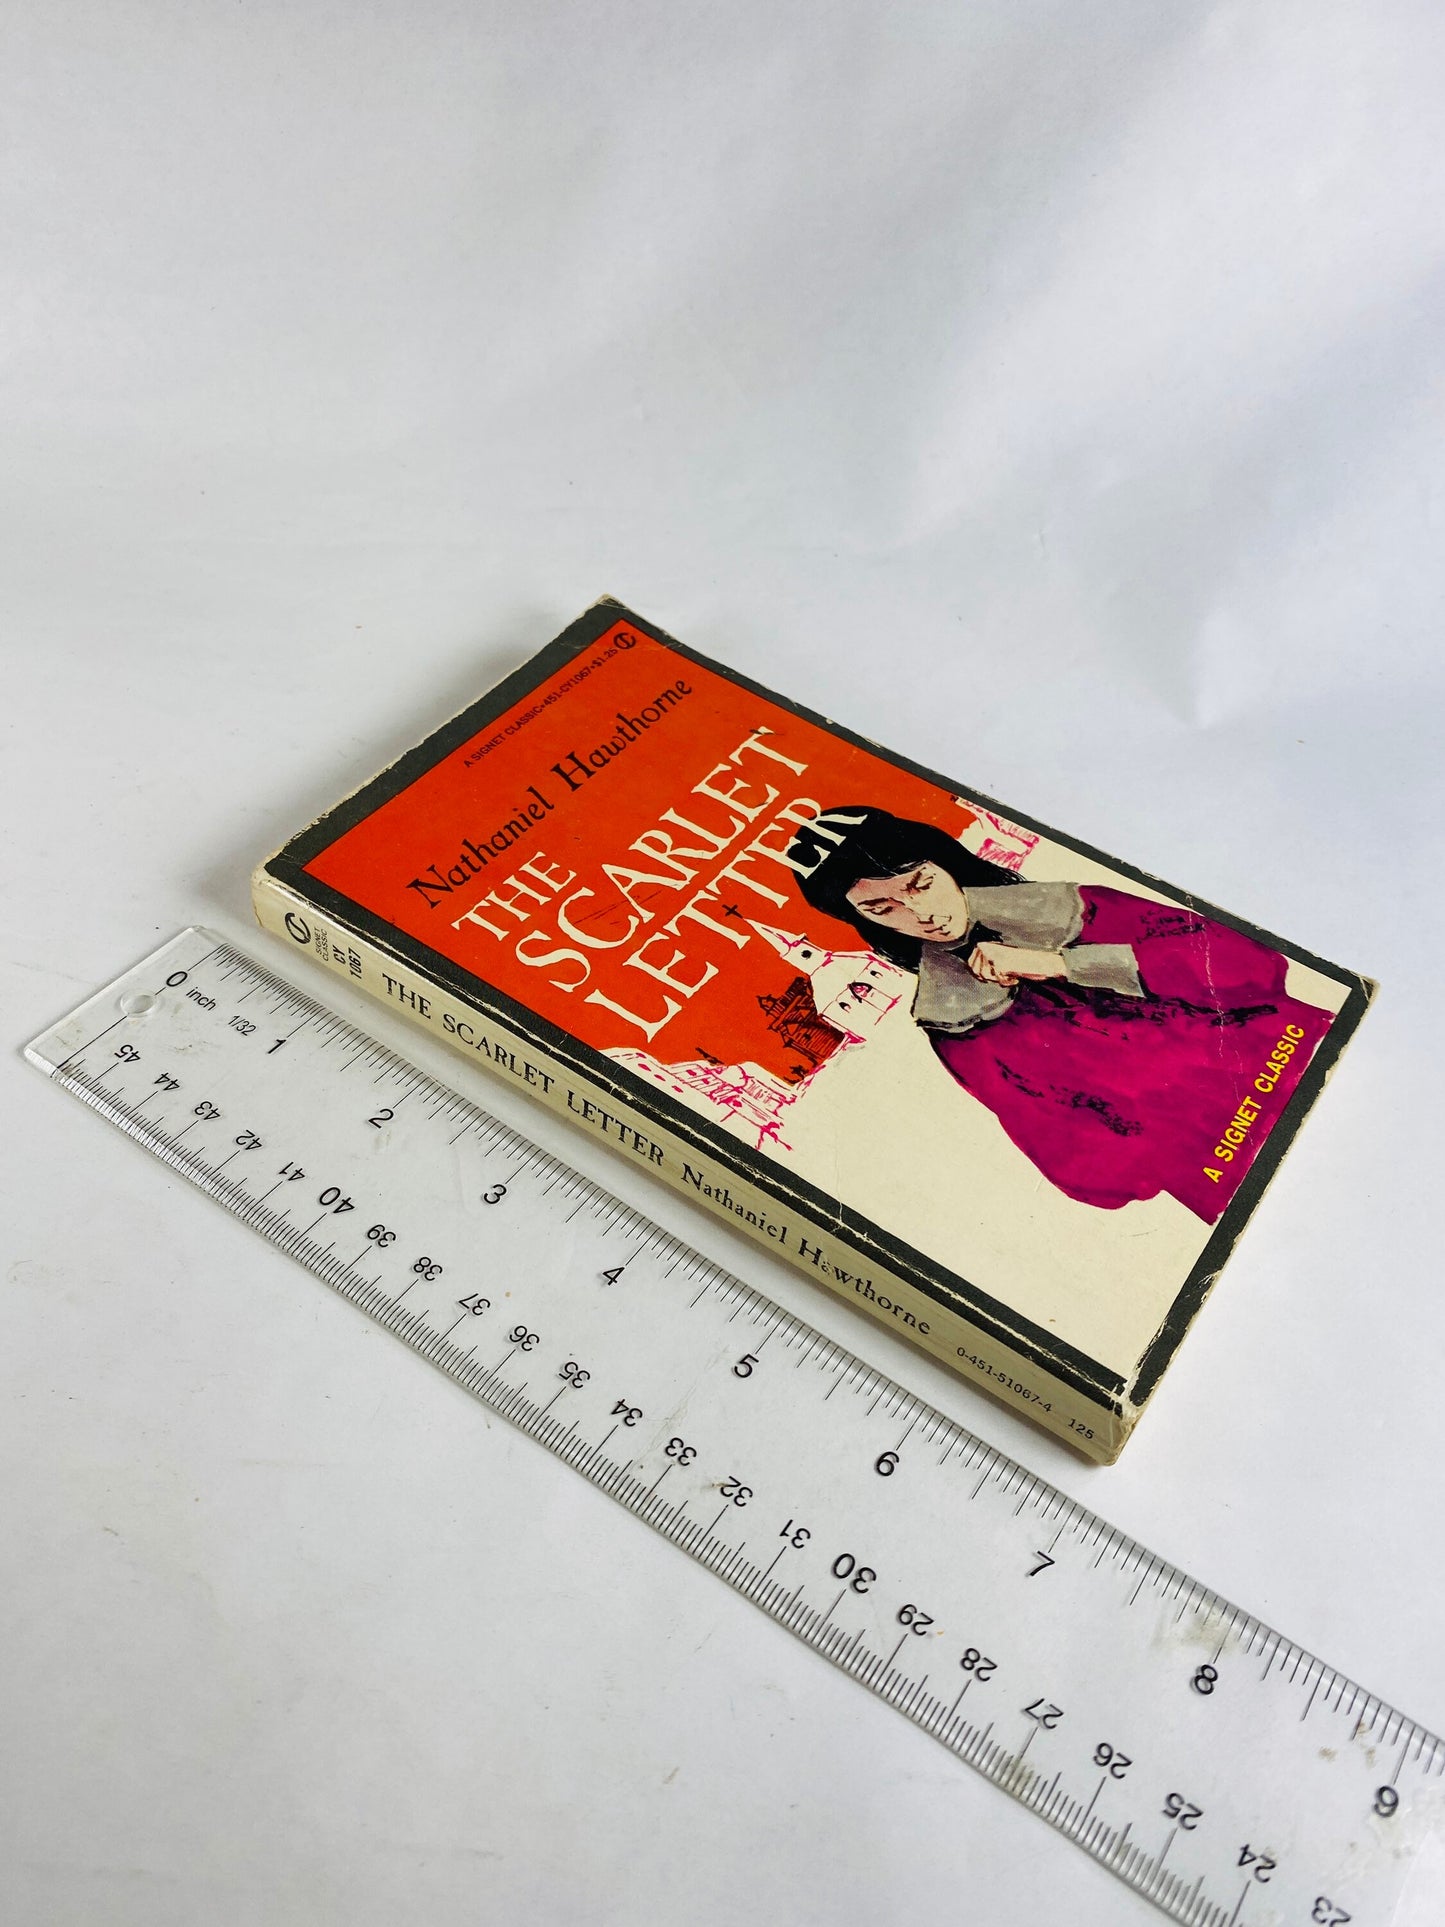 A SIGNET CLASSIC•451-CY1067•$1.25
Nathaniel Hawthorne
THE
SCARLET
LETTER
A SIGNET CLASSIC
SIGNET
CLASSIC
CY
1067
THE SCARLET LETTER Nathaniel Hawthorne 0-451-51067-4 125
0 inch 1/32 1 2 3 4 5 6 7 8 9
45 44 43 42 41 40 39 38 37 36 35 34 33 32 31 30 29 28 27 26 25 24 23